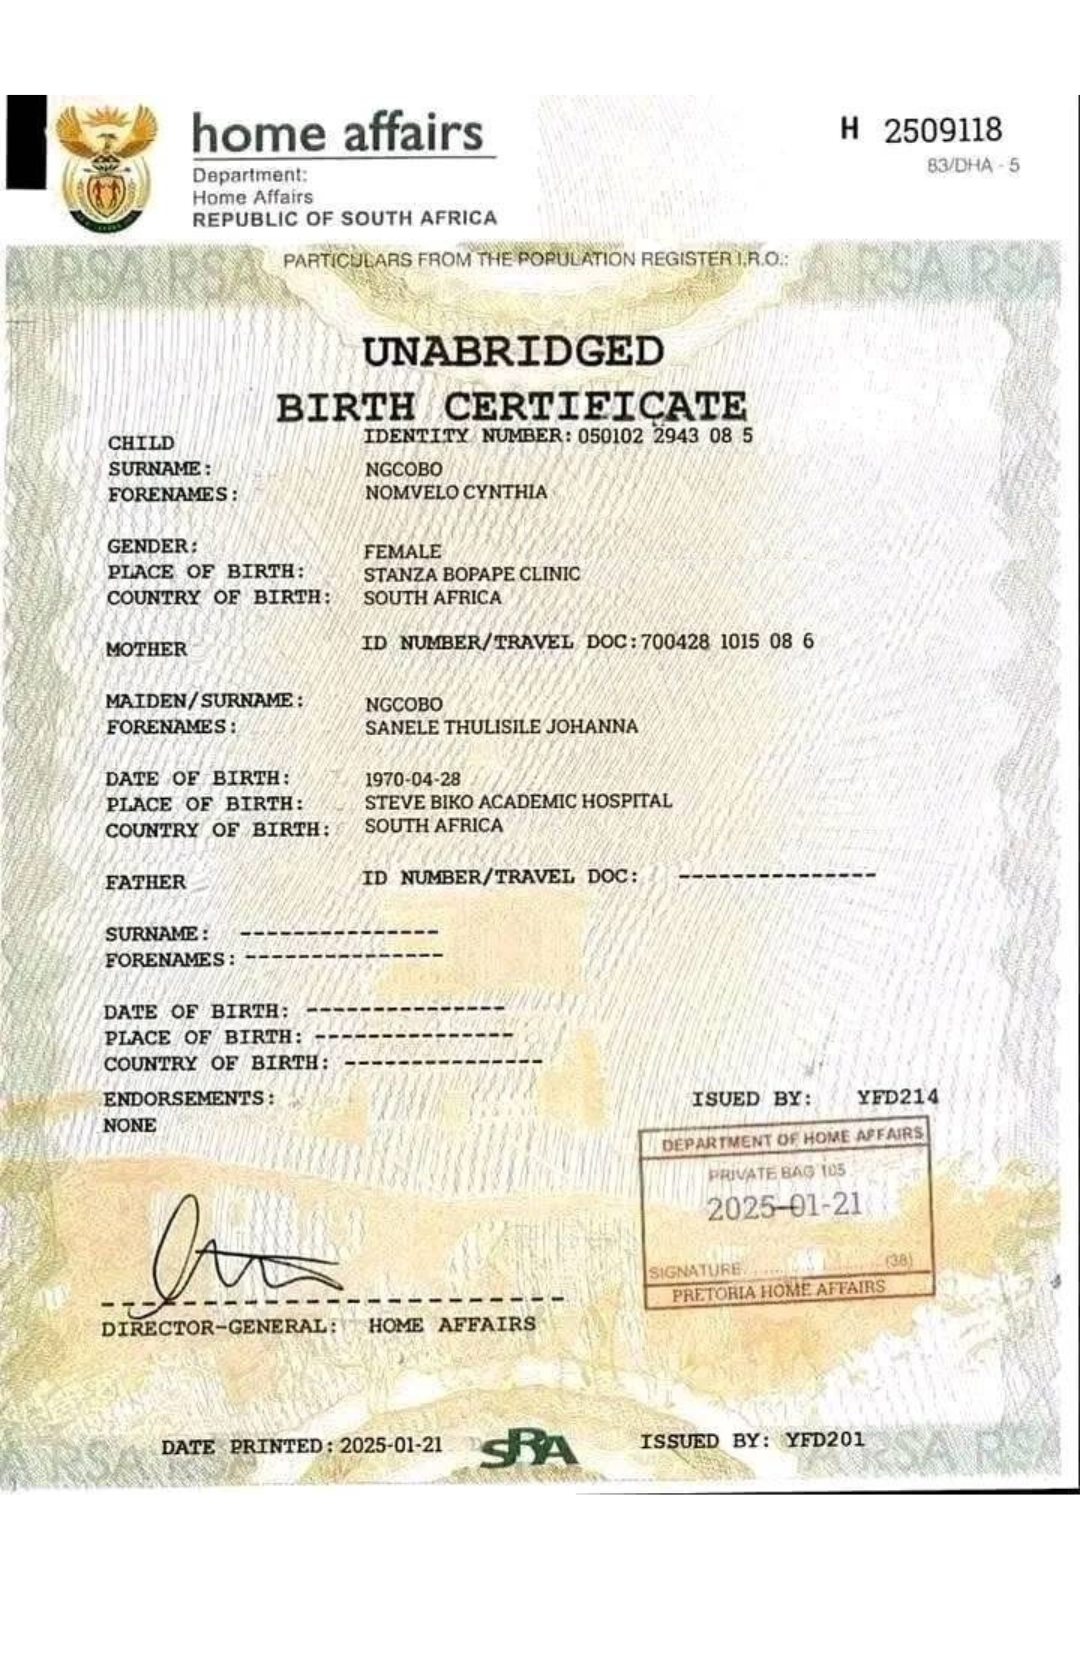 home affairs
H 2509118
83/DHA - 5
Department:
Home Affairs
REPUBLIC OF SOUTH AFRICA
PARTICULARS FROM THE POPULATION REGISTER I.R.O.:
A RSA RSA
A RSA RSA
UNABRIDGED
BIRTH CERTIFICATE
CHILD IDENTITY NUMBER: 050102 2943 08 5
SURNAME: NGCOBO
FORENAMES: NOMVELO CYNTHIA
GENDER: FEMALE
PLACE OF BIRTH: STANZA BOPAPE CLINIC
COUNTRY OF BIRTH: SOUTH AFRICA
MOTHER ID NUMBER/TRAVEL DOC: 700428 1015 08 6
MAIDEN/SURNAME: NGCOBO
FORENAMES: SANELE THULISILE JOHANNA
DATE OF BIRTH: 1970-04-28
PLACE OF BIRTH: STEVE BIKO ACADEMIC HOSPITAL
COUNTRY OF BIRTH: SOUTH AFRICA
FATHER ID NUMBER/TRAVEL DOC: ---------------
SURNAME: ---------------
FORENAMES: ---------------
DATE OF BIRTH: ---------------
PLACE OF BIRTH: ---------------
COUNTRY OF BIRTH: ---------------
ENDORSEMENTS:
NONE
ISSUED BY: YFD214
DEPARTMENT OF HOME AFFAIRS
PRIVATE BAG 105
2025-01-21
SIGNATURE (38)
PRETORIA HOME AFFAIRS
DIRECTOR-GENERAL: HOME AFFAIRS
DATE PRINTED: 2025-01-21
ISSUED BY: YFD201